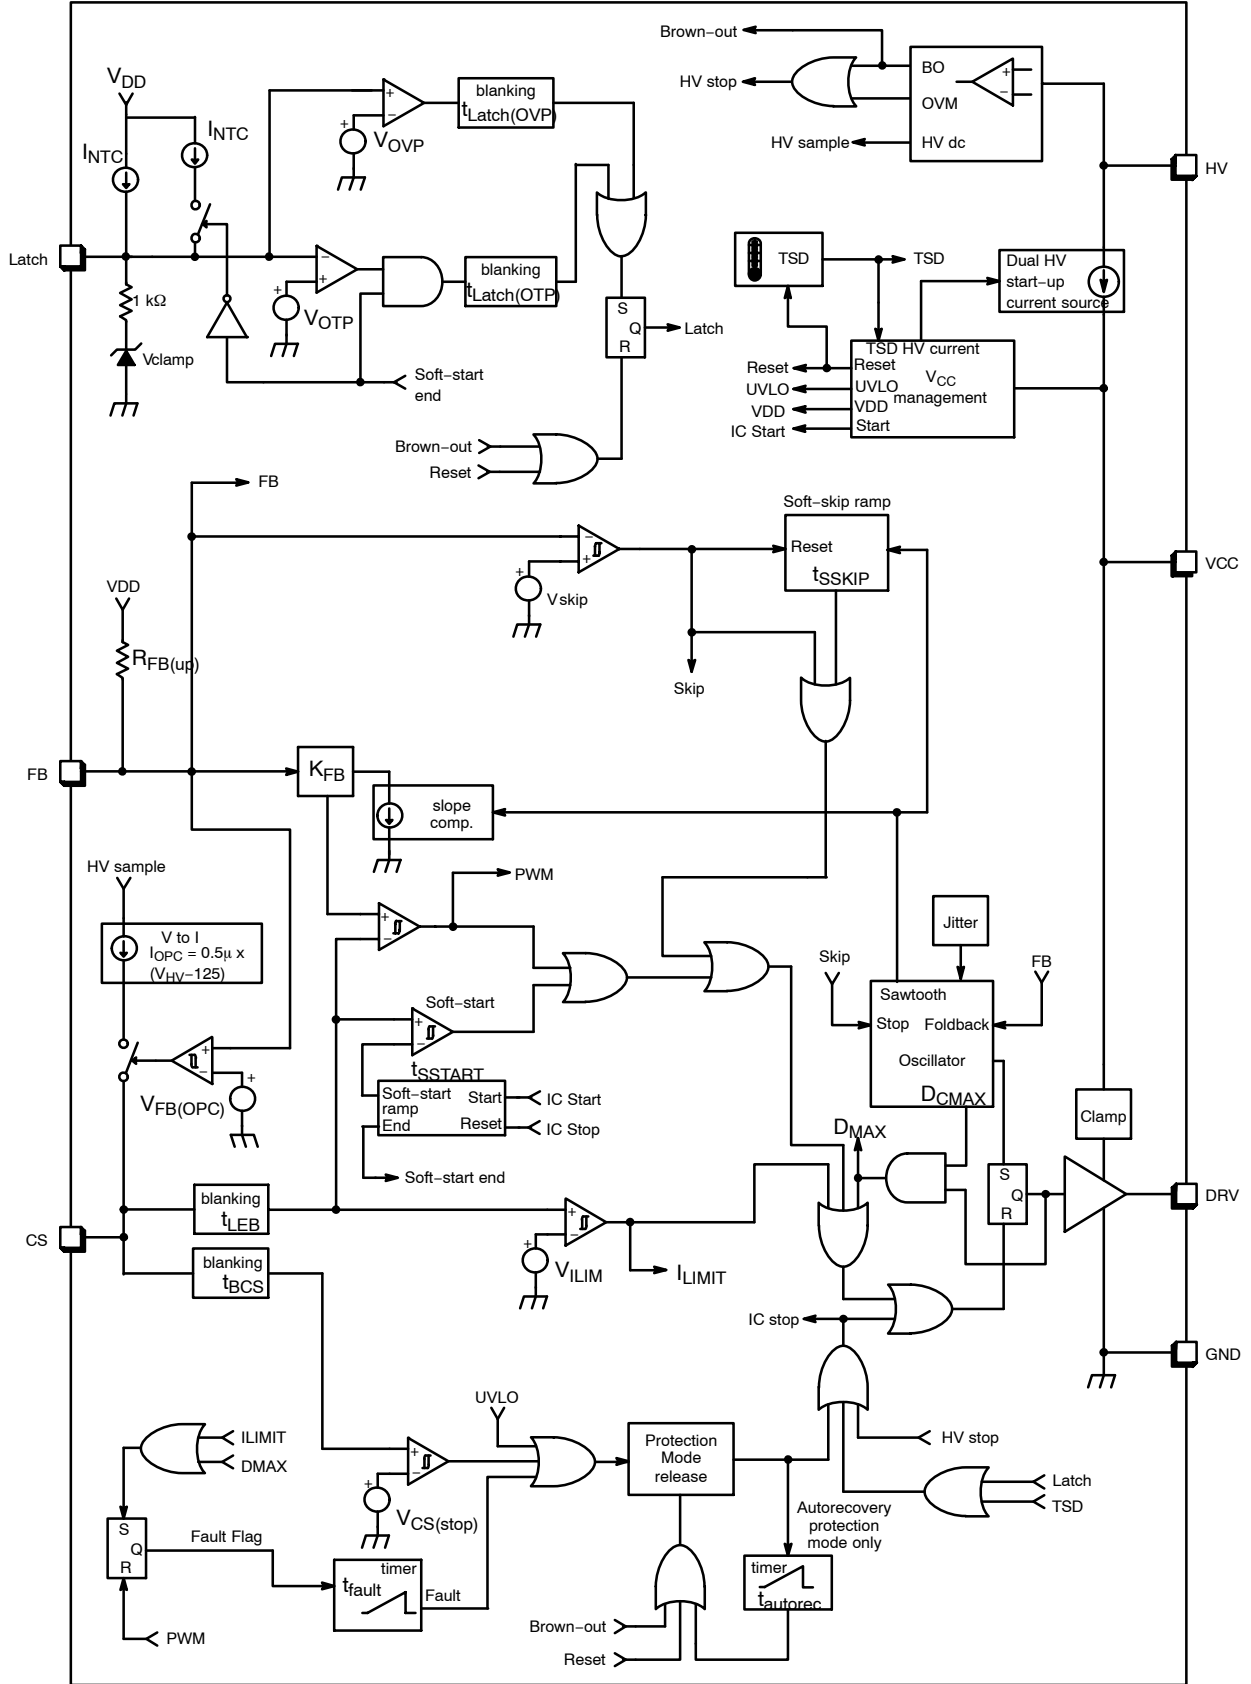 Brown−out
HV stop
BO
OVM
HV sample
HV dc
HV
VDD
INTC
INTC
blanking
tLatch(OVP)
VOVP
Latch
1 kΩ
Vclamp
VOTP
blanking
tLatch(OTP)
Soft−start
end
S
Q
R
Latch
TSD
TSD
Dual HV
start−up
current source
TSD HV current
Reset
Reset
UVLO
UVLO
VCC
management
VDD
VDD
IC Start
Start
Brown−out
Reset
FB
Soft−skip ramp
Reset
tSSKIP
Vskip
Skip
VCC
VDD
RFB(up)
FB
KFB
slope
comp.
HV sample
V to I
IOPC = 0.5μ x
(VHV−125)
PWM
Soft−start
Jitter
Skip
FB
Sawtooth
Stop
Foldback
Oscillator
DCMAX
tSSTART
Soft−start
ramp
End
Start
Reset
IC Start
IC Stop
Soft−start end
VFB(OPC)
DMAX
Clamp
S
Q
R
DRV
CS
blanking
tLEB
blanking
tBCS
VILIM
ILIMIT
IC stop
GND
UVLO
ILIMIT
DMAX
VCS(stop)
Protection
Mode
release
HV stop
Latch
TSD
Autorecovery
protection
mode only
S
Q
R
Fault Flag
timer
tfault
Fault
timer
tautorec
PWM
Brown−out
Reset